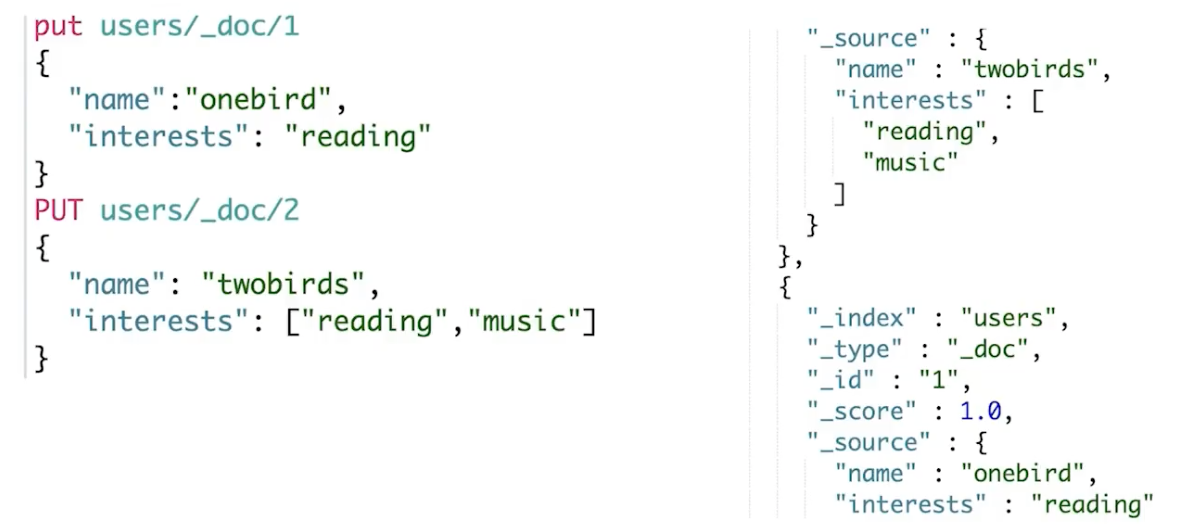 put users/_doc/1
{
  "name":"onebird",
  "interests": "reading"
}
PUT users/_doc/2
{
  "name": "twobirds",
  "interests": ["reading","music"]
}
"_source" : {
  "name" : "twobirds",
  "interests" : [
    "reading",
    "music"
  ]
}
},
{
"_index" : "users",
"_type" : "_doc",
"_id" : "1",
"_score" : 1.0,
"_source" : {
  "name" : "onebird",
  "interests" : "reading"